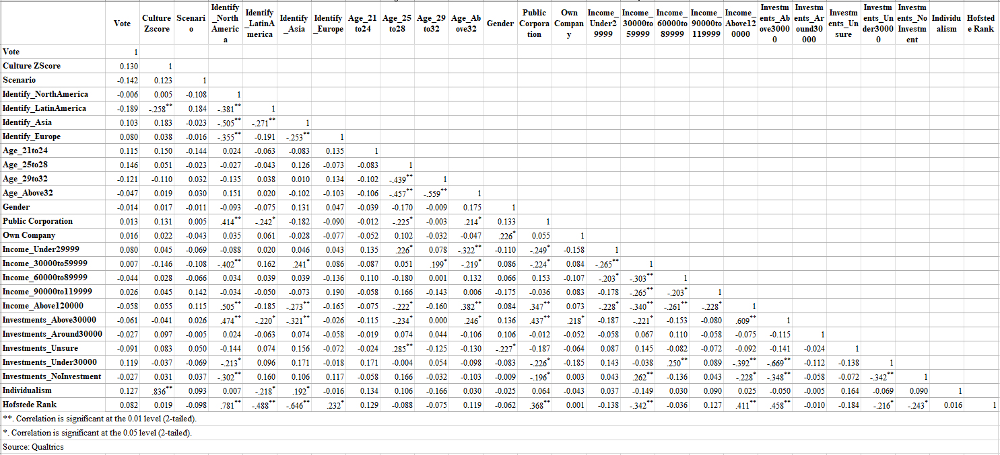 Vote Culture Zscore Scenario Identify_NorthAmerica Identify_LatinAmerica Identify_Asia Identify_Europe Age_21to24 Age_25to28 Age_29to32 Age_Above32 Gender Public Corporation Own Company Income_Under29999 Income_30000to59999 Income_60000to89999 Income_90000to119999 Income_Above120000 Investments_Above30000 Investments_Around30000 Investments_Unsure Investments_Under30000 Investments_NoInvestment Individualism Hofstede Rank
Vote 1
Culture ZScore 0.130 1
Scenario -0.142 0.123 1
Identify_NorthAmerica -0.006 0.005 -0.108 1
Identify_LatinAmerica -0.189 -.258** 0.184 -.381** 1
Identify_Asia 0.103 0.183 -0.023 -.505** -.271** 1
Identify_Europe 0.080 0.038 -0.016 -.355** -0.191 -.253** 1
Age_21to24 0.115 0.150 -0.144 0.024 -0.063 -0.083 0.135 1
Age_25to28 0.146 0.051 -0.023 -0.027 -0.043 0.126 -0.073 -0.083 1
Age_29to32 -0.121 -0.110 0.032 -0.135 0.038 0.010 0.134 -0.102 -.439** 1
Age_Above32 -0.047 0.019 0.030 0.151 0.020 -0.102 -0.103 -0.106 -.457** -.559** 1
Gender -0.014 0.017 -0.011 -0.093 -0.075 0.131 0.047 -0.039 -0.170 -0.009 0.175 1
Public Corporation 0.013 0.131 0.005 .414** -.242* -0.182 -0.090 -0.012 -.225* -0.003 .214* 0.133 1
Own Company 0.016 0.022 -0.043 0.035 0.061 -0.028 -0.077 -0.052 0.102 -0.032 -0.047 .226* 0.055 1
Income_Under29999 0.080 0.045 -0.069 -0.088 0.020 0.046 0.043 0.135 .226* 0.078 -.322** -0.110 -.249* -0.158 1
Income_30000to59999 0.007 -0.146 -0.108 -.402** 0.162 .241* 0.086 -0.087 0.051 .199* -.219* 0.086 -.224* 0.084 -.265** 1
Income_60000to89999 -0.044 0.028 -0.066 0.034 0.039 0.039 -0.136 0.110 -0.180 0.001 0.132 0.066 0.153 -0.107 -.203* -.303** 1
Income_90000to119999 0.026 0.045 0.142 -0.034 -0.050 -0.073 0.190 -0.058 0.166 -0.143 0.006 -0.175 -0.036 0.083 -0.178 -.265** -.203* 1
Income_Above120000 -0.058 0.055 0.115 .505** -0.185 -.273** -0.165 -0.075 -.222* -0.160 .382** 0.084 .347** 0.073 -.228* -.340** -.261** -.228* 1
Investments_Above30000 -0.061 -0.041 0.026 .474** -.220* -.321** -0.026 -0.115 -.234* 0.000 .246* 0.136 .437** .218* -0.187 -.221* -0.153 -0.080 .609** 1
Investments_Around30000 -0.027 0.097 -0.005 0.024 -0.063 0.074 -0.058 -0.019 0.074 0.044 -0.106 0.106 -0.012 -0.052 -0.058 0.067 0.110 -0.058 -0.075 -0.115 1
Investments_Unsure -0.091 0.083 0.050 -0.144 0.074 0.156 -0.072 -0.024 .285** -0.125 -0.130 -.227* -0.187 -0.064 0.087 0.145 -0.082 -0.072 -0.092 -0.141 -0.024 1
Investments_Under30000 0.119 -0.037 -0.069 -.213* 0.096 0.171 -0.018 0.171 -0.004 0.054 -0.098 -0.083 -.226* -0.185 0.143 -0.038 .250** 0.089 -.392** -.669** -0.112 -0.138 1
Investments_NoInvestment -0.027 0.031 0.037 -.302** 0.160 0.106 0.117 -0.058 0.166 -0.032 -0.103 -0.009 -.196* 0.003 0.043 .262** -0.136 0.043 -.228* -.348** -0.058 -0.072 -.342** 1
Individualism 0.127 .836** 0.093 0.007 -.218* .192* -0.016 0.134 0.106 -0.166 0.030 -0.025 0.064 -0.043 0.037 -0.149 0.030 0.090 0.025 -0.050 -0.005 0.164 -0.069 0.090 1
Hofstede Rank 0.082 0.019 -0.098 .781** -.488** -.646** .232* 0.129 -0.088 -0.075 0.119 -0.062 .368** 0.001 -0.138 -.342** -0.036 0.127 .411** .458** -0.010 -0.184 -.216* -.243* 0.016 1
**. Correlation is significant at the 0.01 level (2-tailed).
*. Correlation is significant at the 0.05 level (2-tailed).
Source: Qualtrics